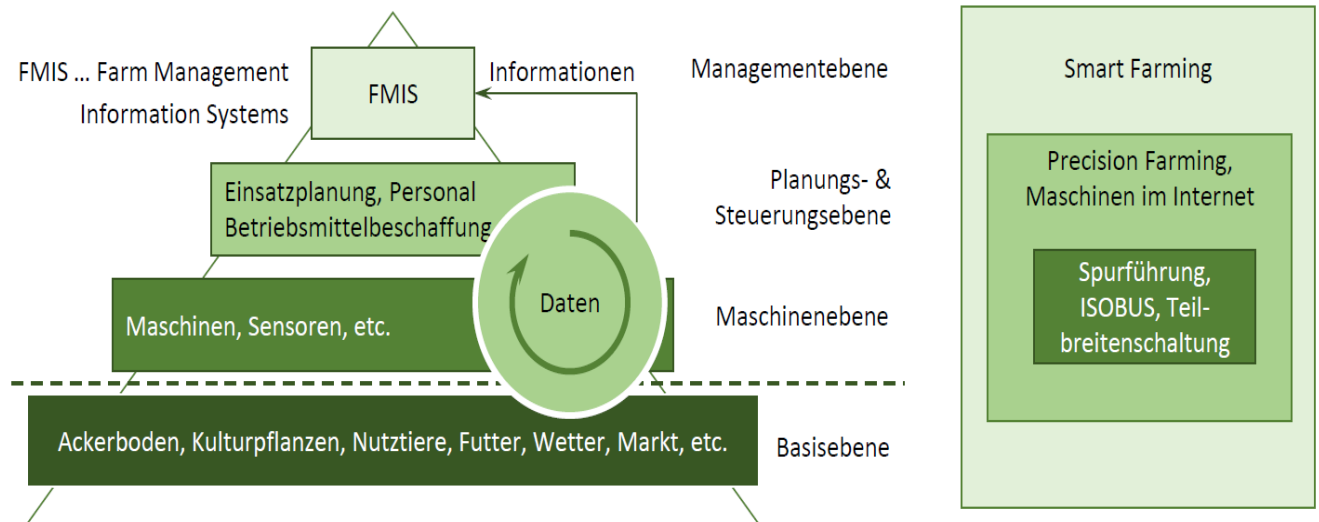 FMIS ... Farm Management
Information Systems
FMIS
Informationen
Managementebene
Einsatzplanung, Personal
Betriebsmittelbeschaffung
Planungs- &
Steuerungsebene
Maschinen, Sensoren, etc.
Daten
Maschinenebene
Ackerboden, Kulturpflanzen, Nutztiere, Futter, Wetter, Markt, etc.
Basisebene
Smart Farming
Precision Farming,
Maschinen im Internet
Spurführung,
ISOBUS, Teil-
breitenschaltung